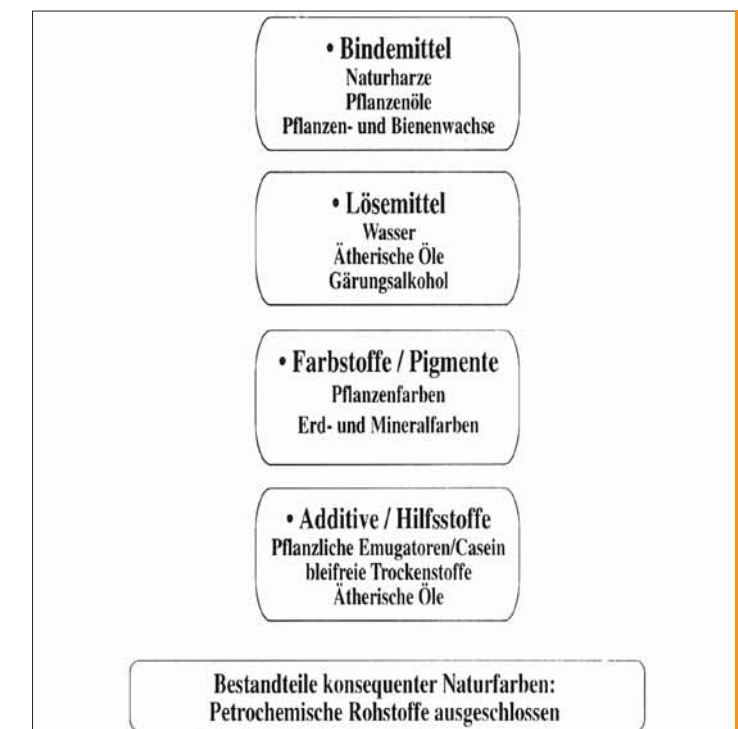 • Bindemittel
Naturharze
Pflanzenöle
Pflanzen- und Bienenwachse
• Lösemittel
Wasser
Ätherische Öle
Gärungsalkohol
• Farbstoffe / Pigmente
Pflanzenfarben
Erd- und Mineralfarben
• Additive / Hilfsstoffe
Pflanzliche Emugatoren/Casein
bleifreie Trockenstoffe
Ätherische Öle
Bestandteile konsequenter Naturfarben:
Petrochemische Rohstoffe ausgeschlossen